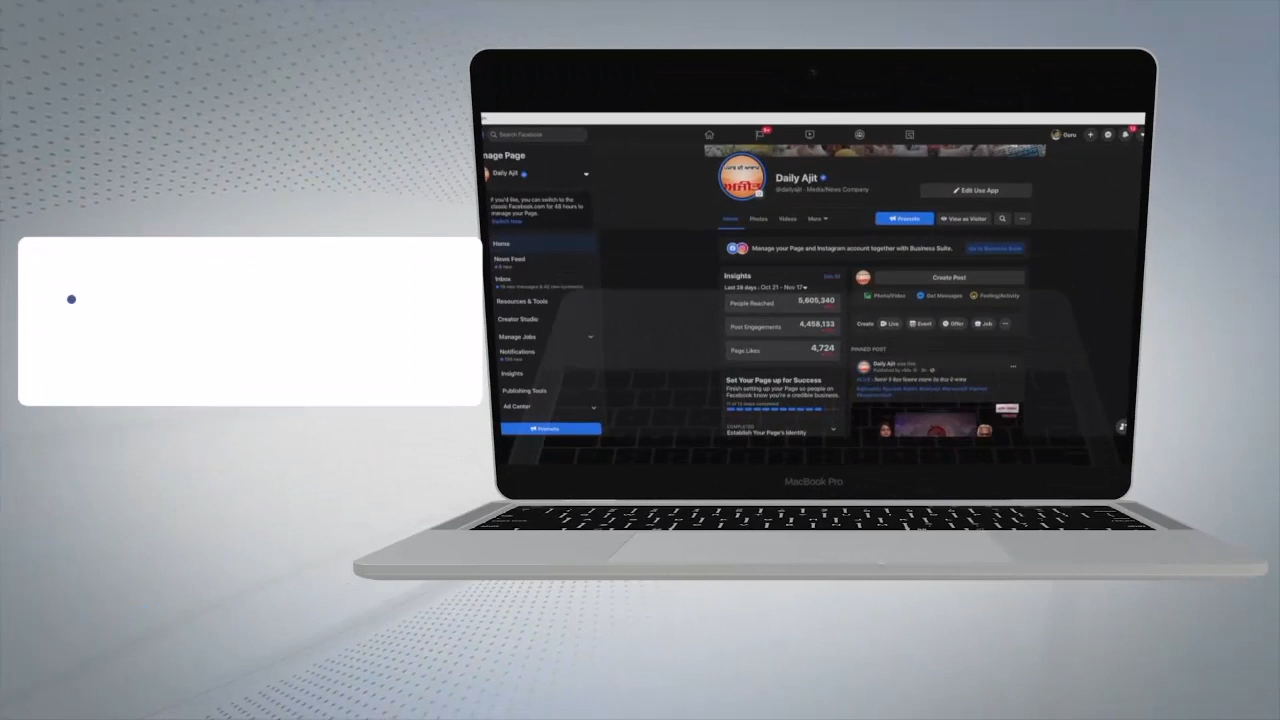 Search Facebook
9+
Guru
Manage Page
Daily Ajit
If you'd like, you can switch to the
classic Facebook.com for 48 hours to
manage your Page.
Switch Now
Home
News Feed
Inbox
Resources & Tools
Creator Studio
Manage Jobs
Notifications
Insights
Publishing Tools
Ad Center
Promote
ਅਜੀਤ
Daily Ajit
@dailyajit · Media/News Company
Edit Use App
Home
Photos
Videos
More
Promote
View as Visitor
Manage your Page and Instagram account together with Business Suite.
Go to Business Suite
Insights
See All
Last 28 days : Oct 21 - Nov 17
People Reached
5,605,340
Post Engagements
4,458,133
Page Likes
4,724
Set Your Page up for Success
Finish setting up your Page so people on
Facebook know you're a credible business.
COMPLETED
Establish Your Page's Identity
Create Post
Photo/Video
Get Messages
Feeling/Activity
Create
Live
Event
Offer
Job
PINNED POST
Daily Ajit
MacBook Pro